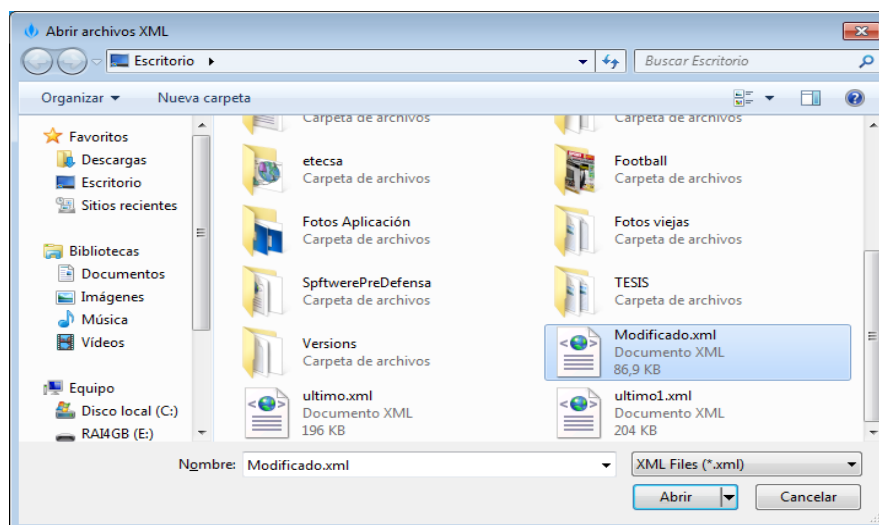 Abrir archivos XML
Escritorio
Buscar Escritorio
Organizar
Nueva carpeta
Favoritos
Descargas
Escritorio
Sitios recientes
Bibliotecas
Documentos
Imágenes
Música
Vídeos
Equipo
Disco local (C:)
RAI4GB (E:)
Carpeta de archivos
Carpeta de archivos
etecsa
Carpeta de archivos
Football
Carpeta de archivos
Fotos Aplicación
Carpeta de archivos
Fotos viejas
Carpeta de archivos
SpftwerePreDefensa
Carpeta de archivos
TESIS
Carpeta de archivos
Versions
Carpeta de archivos
Modificado.xml
Documento XML
86,9 KB
ultimo.xml
Documento XML
196 KB
ultimo1.xml
Documento XML
204 KB
Nombre: Modificado.xml
XML Files (*.xml)
Abrir
Cancelar